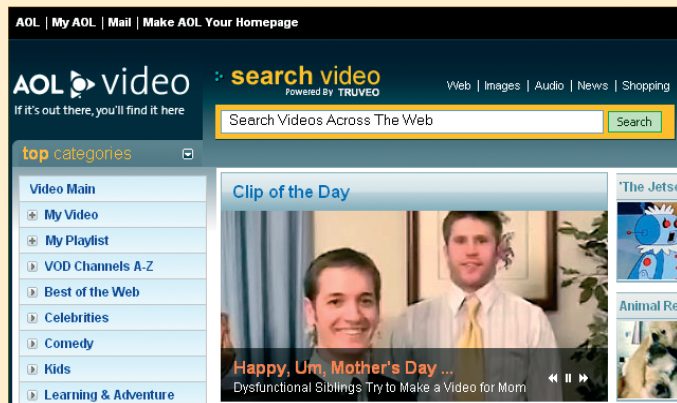 AOL | My AOL | Mail | Make AOL Your Homepage
AOL video
If it's out there, you'll find it here
search video
Powered By TRUVEO
Web | Images | Audio | News | Shopping
Search Videos Across The Web
Search
top categories
Video Main
My Video
My Playlist
VOD Channels A-Z
Best of the Web
Celebrities
Comedy
Kids
Learning & Adventure
Clip of the Day
Happy, Um, Mother's Day ...
Dysfunctional Siblings Try to Make a Video for Mom
'The Jets
Animal Re